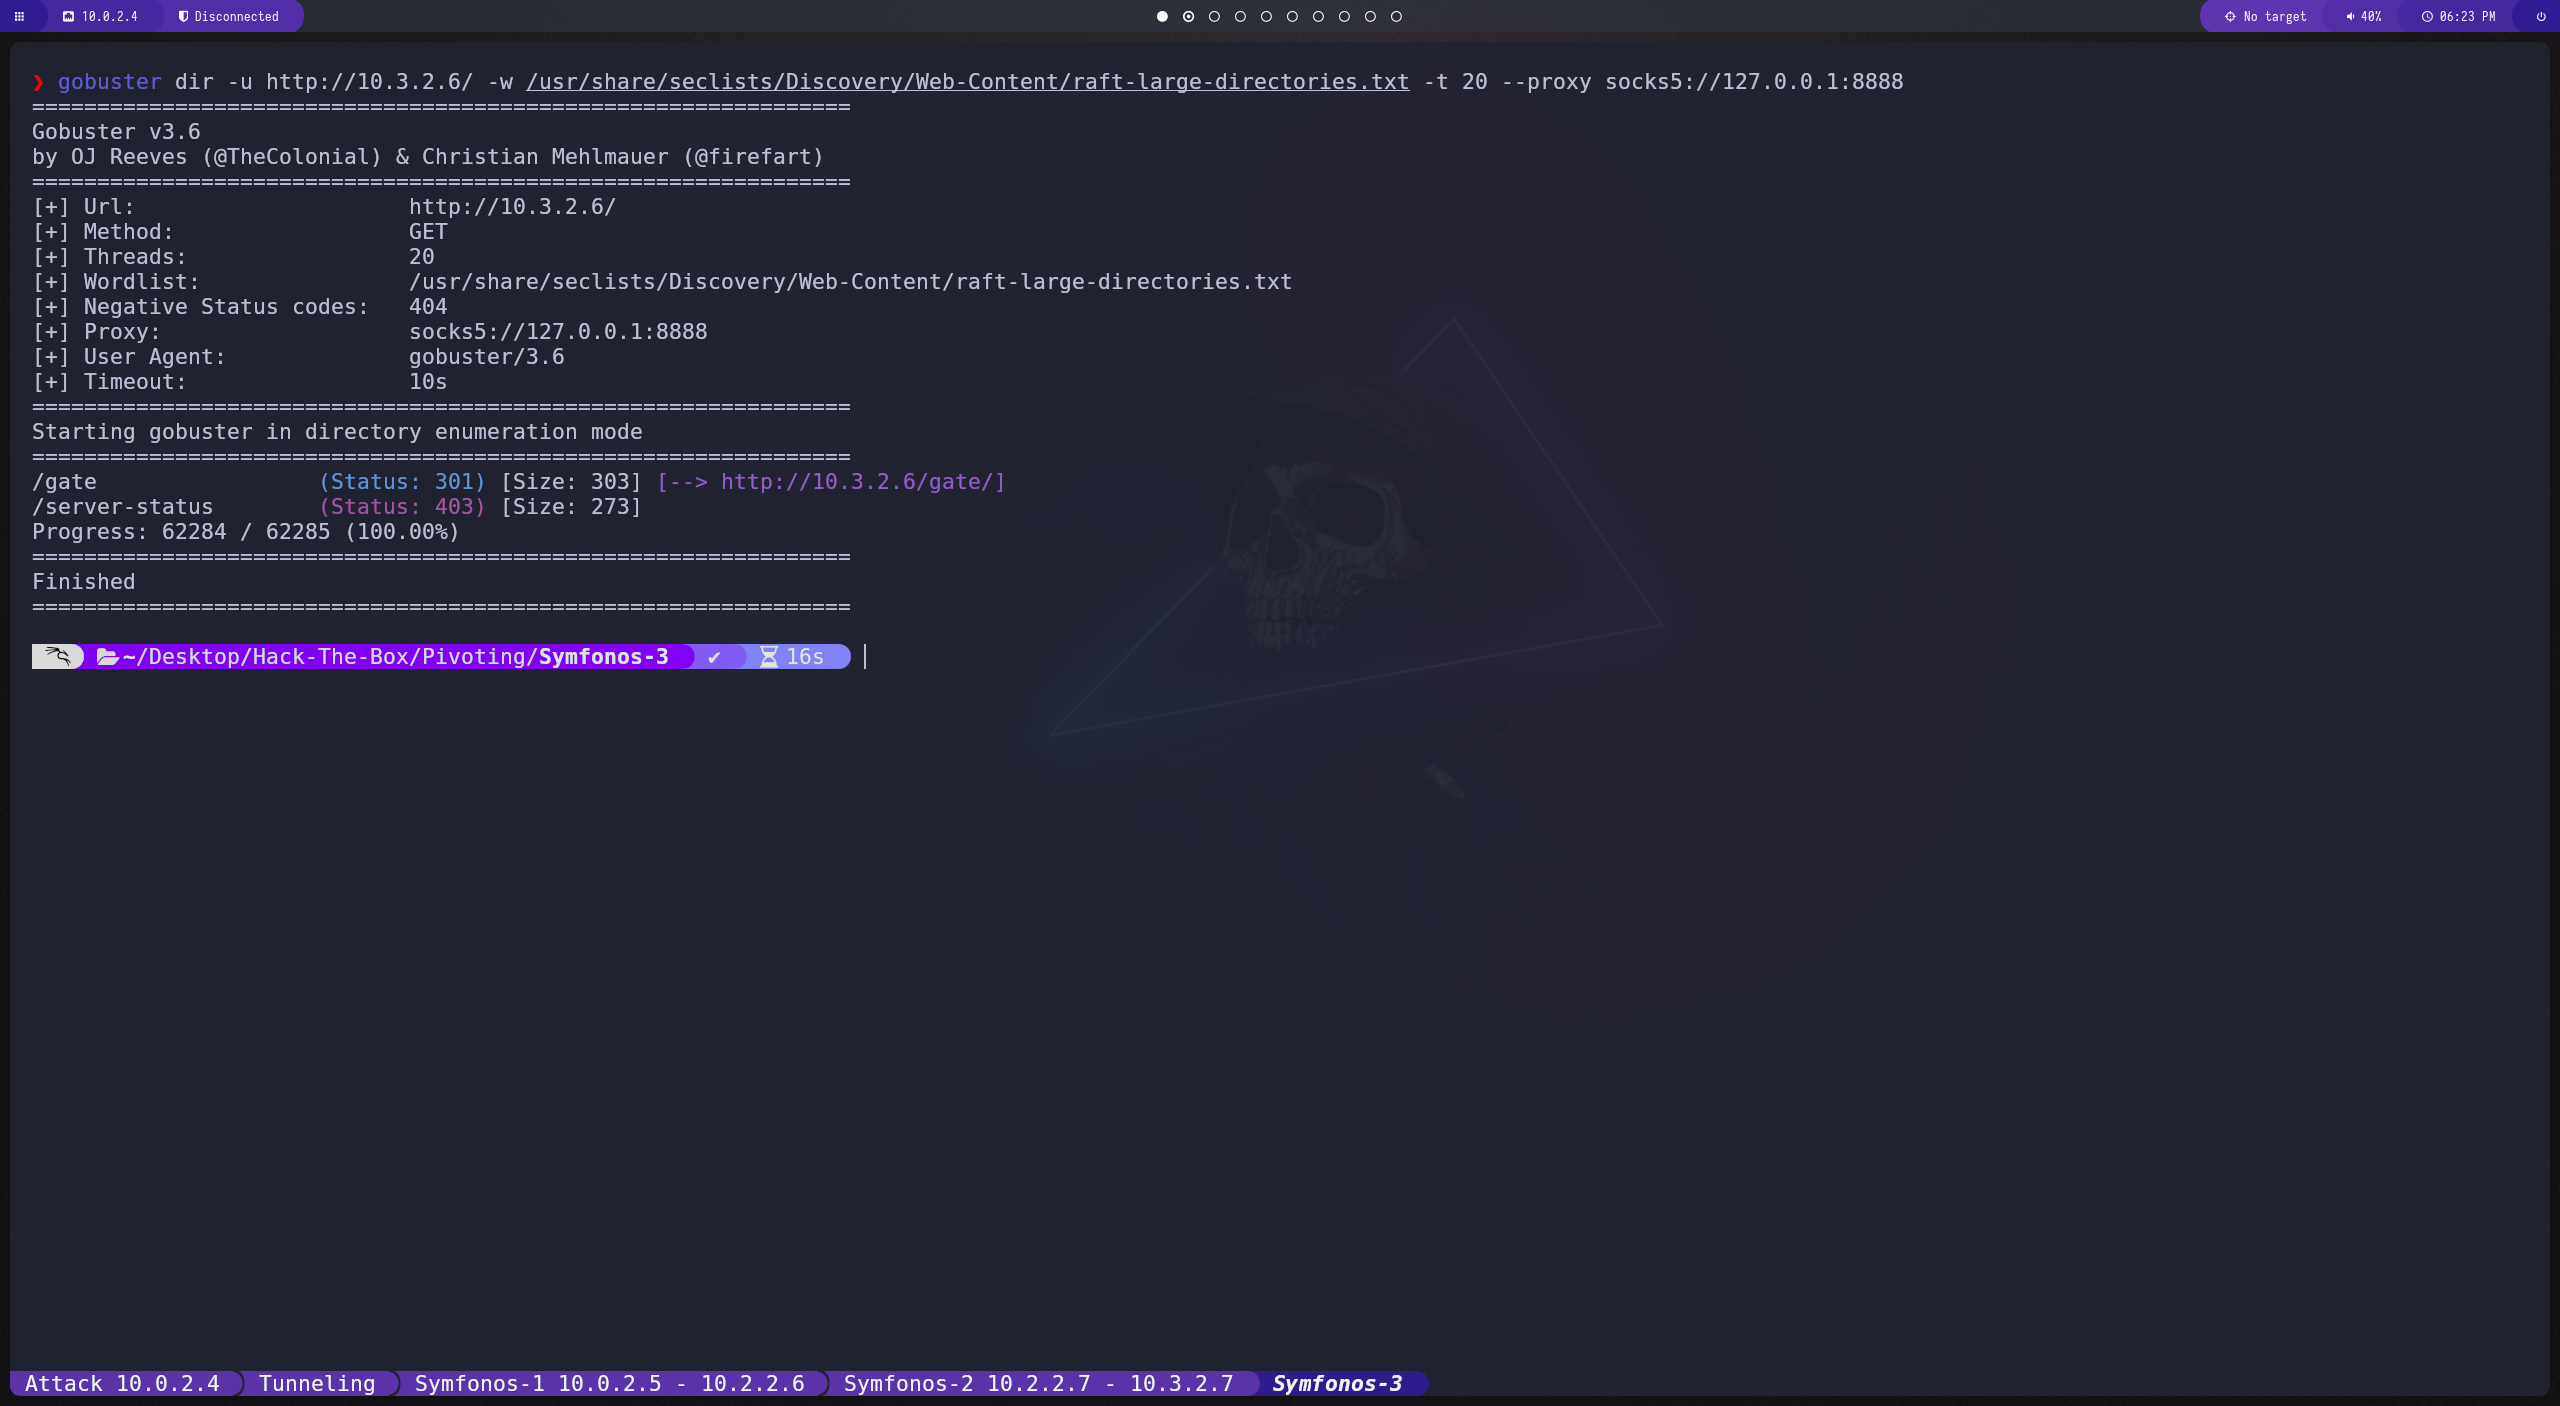 10.0.2.4 Disconnected No target 40% 06:23 PM
❯ gobuster dir -u http://10.3.2.6/ -w /usr/share/seclists/Discovery/Web-Content/raft-large-directories.txt -t 20 --proxy socks5://127.0.0.1:8888
===============================================================
Gobuster v3.6
by OJ Reeves (@TheColonial) & Christian Mehlmauer (@firefart)
===============================================================
[+] Url:                     http://10.3.2.6/
[+] Method:                  GET
[+] Threads:                 20
[+] Wordlist:                /usr/share/seclists/Discovery/Web-Content/raft-large-directories.txt
[+] Negative Status codes:   404
[+] Proxy:                   socks5://127.0.0.1:8888
[+] User Agent:              gobuster/3.6
[+] Timeout:                 10s
===============================================================
Starting gobuster in directory enumeration mode
===============================================================
/gate                 (Status: 301) [Size: 303] [--> http://10.3.2.6/gate/]
/server-status        (Status: 403) [Size: 273]
Progress: 62284 / 62285 (100.00%)
===============================================================
Finished
===============================================================
~/Desktop/Hack-The-Box/Pivoting/Symfonos-3 ✔ 16s
Attack 10.0.2.4 Tunneling Symfonos-1 10.0.2.5 - 10.2.2.6 Symfonos-2 10.2.2.7 - 10.3.2.7 Symfonos-3